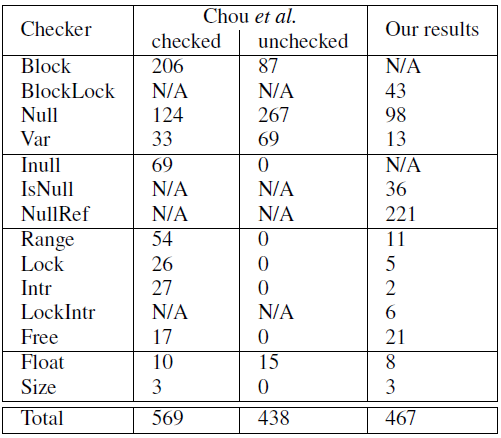 Checker Chou et al. Our results
checked unchecked
Block 206 87 N/A
BlockLock N/A N/A 43
Null 124 267 98
Var 33 69 13
Inull 69 0 N/A
IsNull N/A N/A 36
NullRef N/A N/A 221
Range 54 0 11
Lock 26 0 5
Intr 27 0 2
LockIntr N/A N/A 6
Free 17 0 21
Float 10 15 8
Size 3 0 3
Total 569 438 467